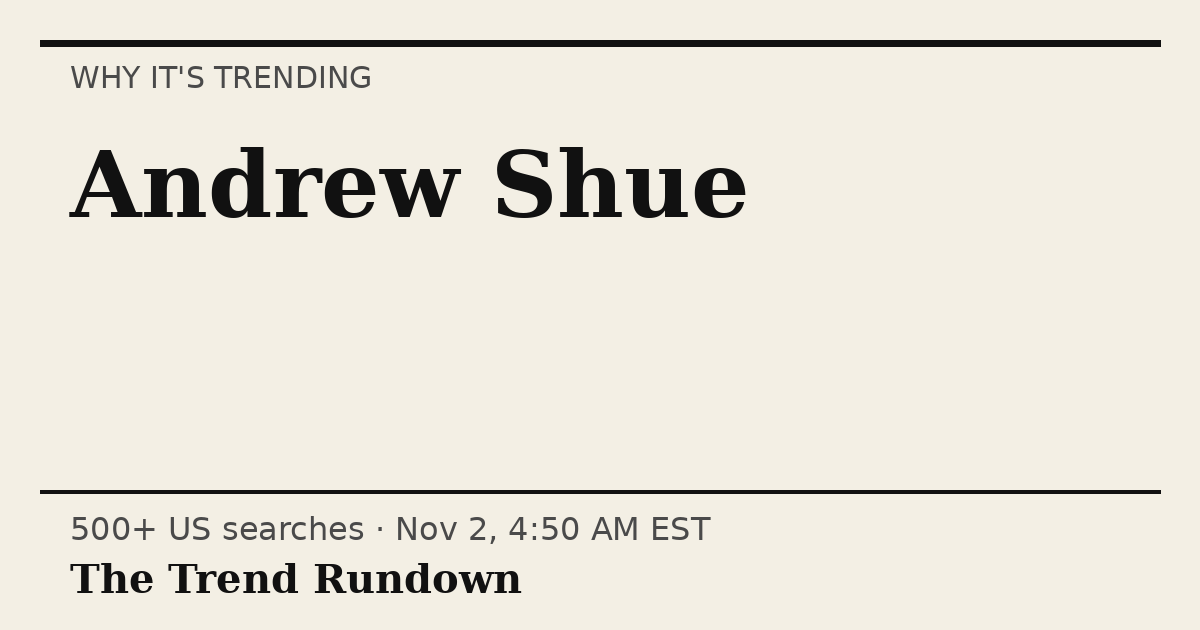 WHY IT'S TRENDING
Andrew Shue
500+ US searches · Nov 2, 4:50 AM EST
The Trend Rundown